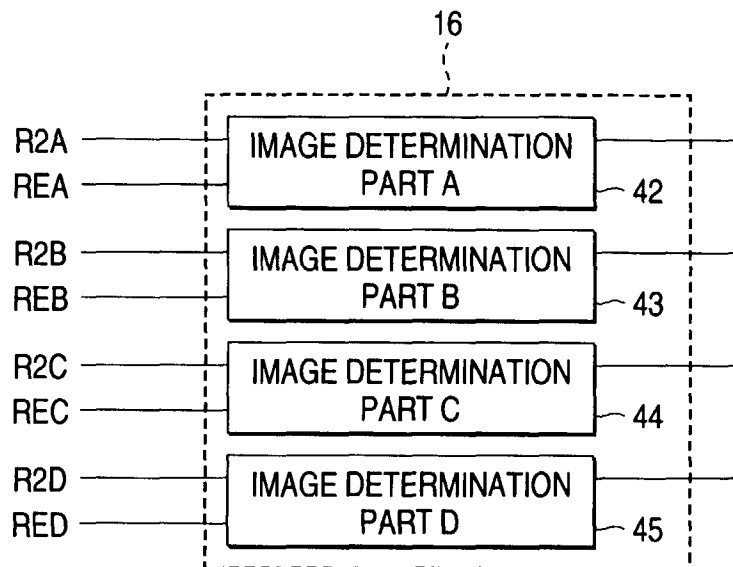 16
R2A
REA
IMAGE DETERMINATION
PART A
42
R2B
REB
IMAGE DETERMINATION
PART B
43
R2C
REC
IMAGE DETERMINATION
PART C
44
R2D
RED
IMAGE DETERMINATION
PART D
45